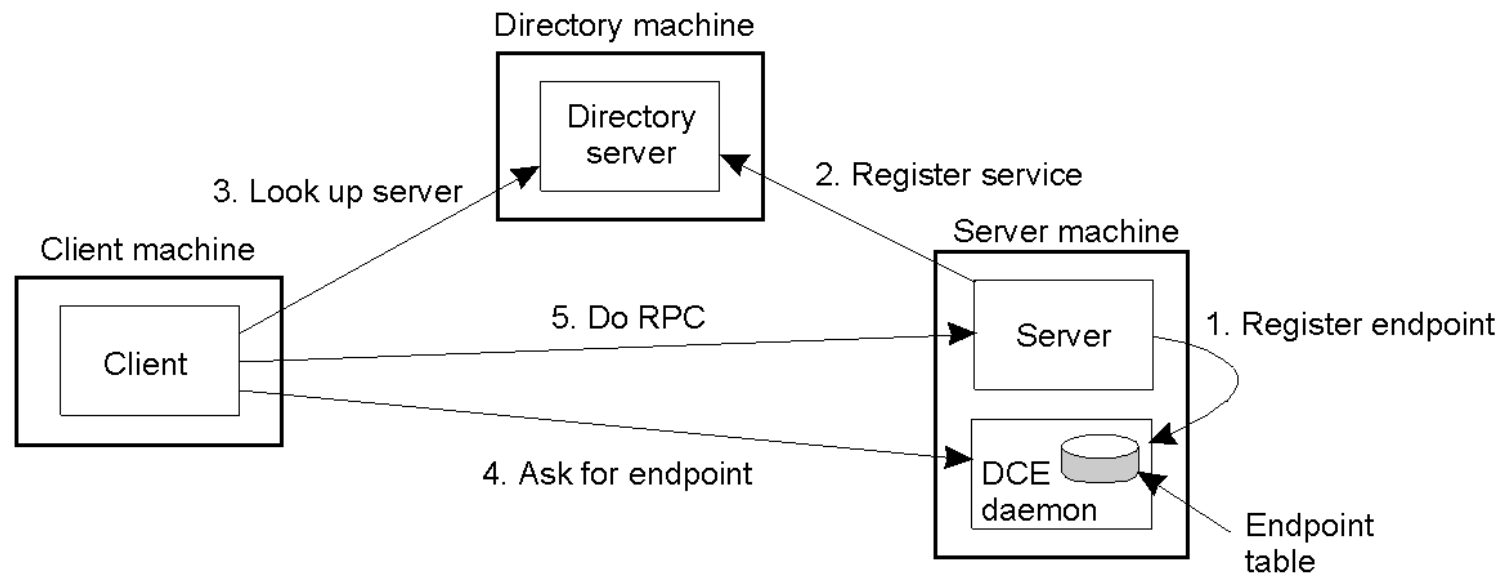 Directory machine
Directory
server
3. Look up server
2. Register service
Client machine
Server machine
5. Do RPC
1. Register endpoint
Client
Server
4. Ask for endpoint
DCE
daemon
Endpoint
table